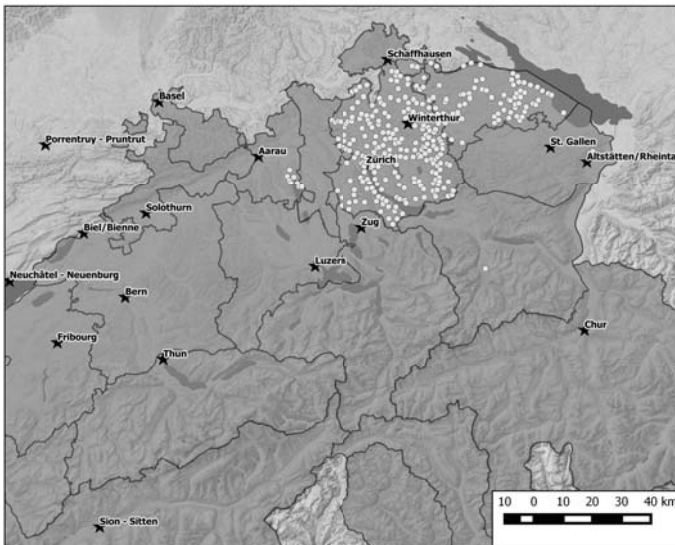 Schaffhausen
Basel
Winterthur
Porrentruy - Pruntrut
St. Gallen
Aarau
Zürich
Altstätten/Rheinta
Solothurn
Zug
Biel/Bienne
Luzern
Neuchâtel - Neuenburg
Bern
Chur
Fribourg
Thun
10 0 10 20 30 40 km
Sion - Sitten